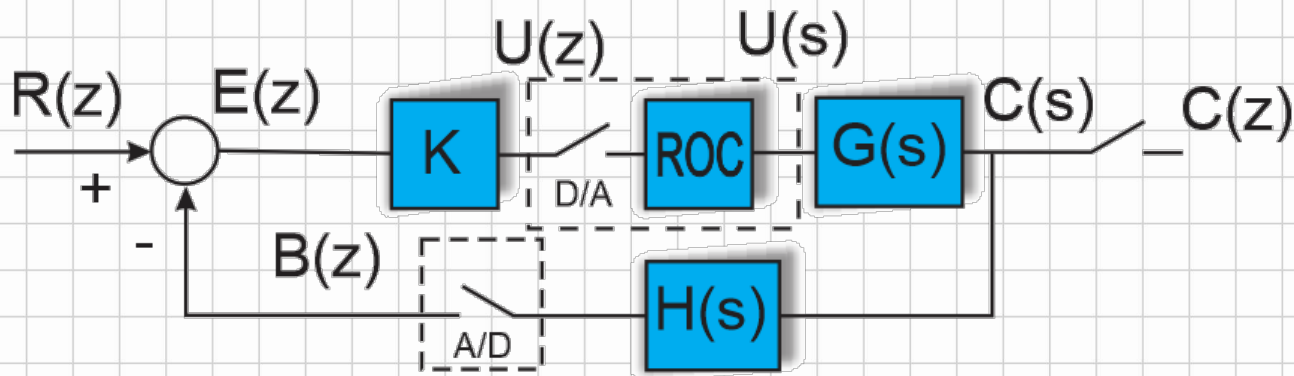 U(z)
U(s)
R(z)
E(z)
K
ROC
G(s)
C(s)
C(z)
+
D/A
-
B(z)
H(s)
A/D